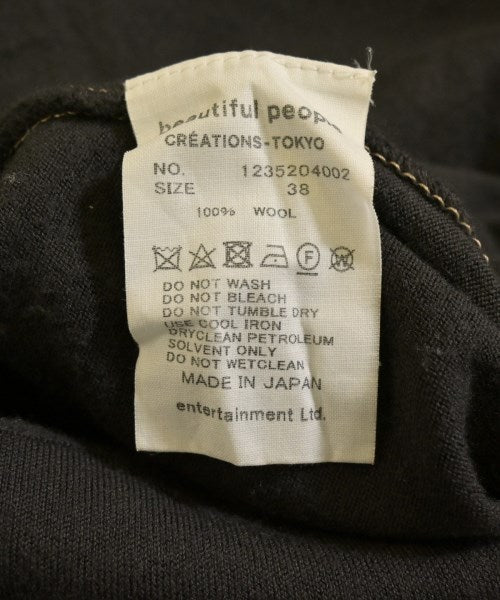 beautiful people
CRÉATIONS-TOKYO
NO. 1235204002
SIZE 38
100% WOOL
F W
DO NOT WASH
DO NOT BLEACH
DO NOT TUMBLE DRY
USE COOL IRON
DRYCLEAN PETROLEUM
SOLVENT ONLY
DO NOT WETCLEAN
MADE IN JAPAN
entertainment Ltd.